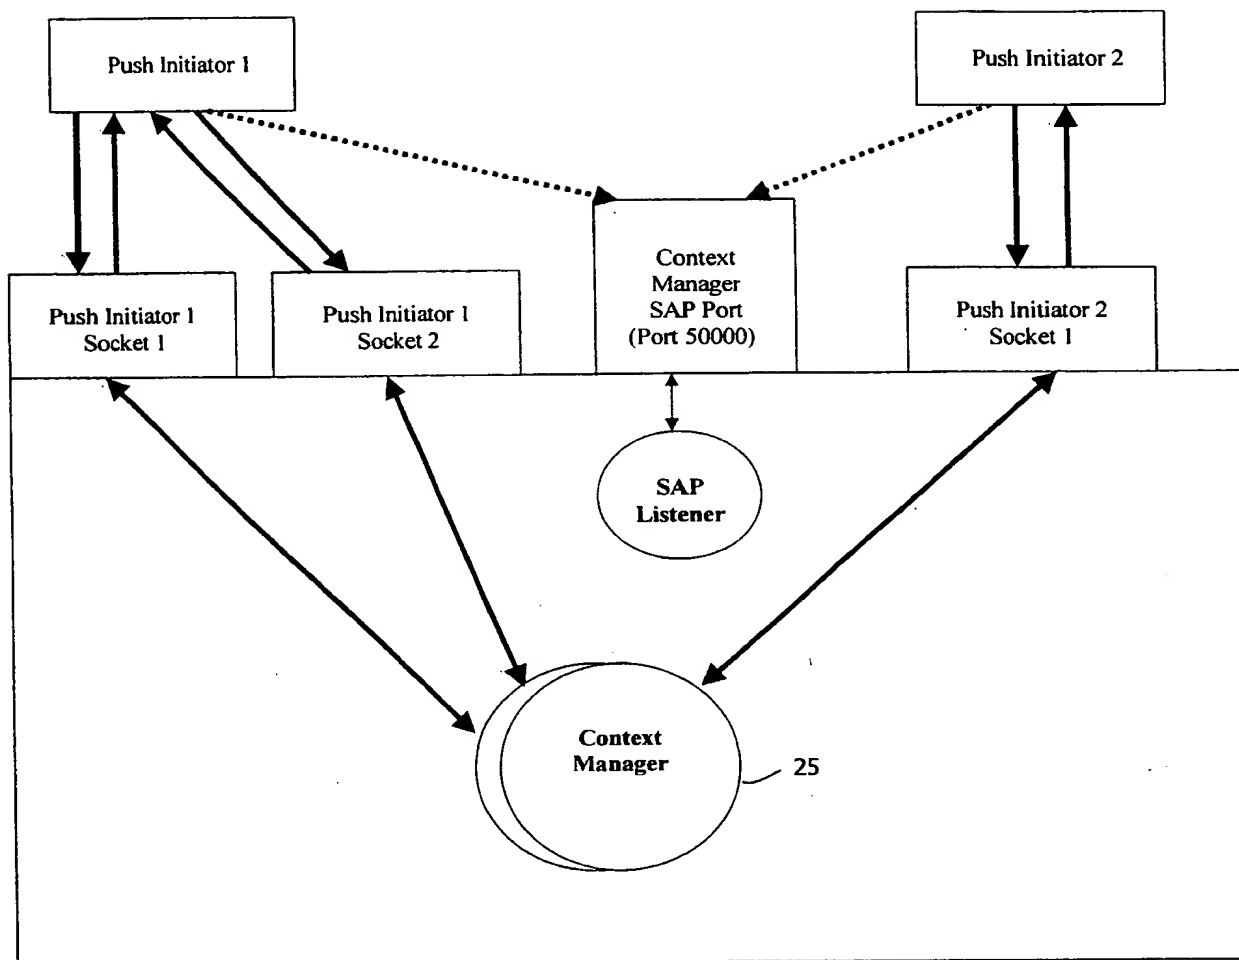 Push Initiator 1
Push Initiator 2
Context
Manager
SAP Port
(Port 50000)
Push Initiator 1
Socket 1
Push Initiator 1
Socket 2
Push Initiator 2
Socket 1
SAP
Listener
Context
Manager
25